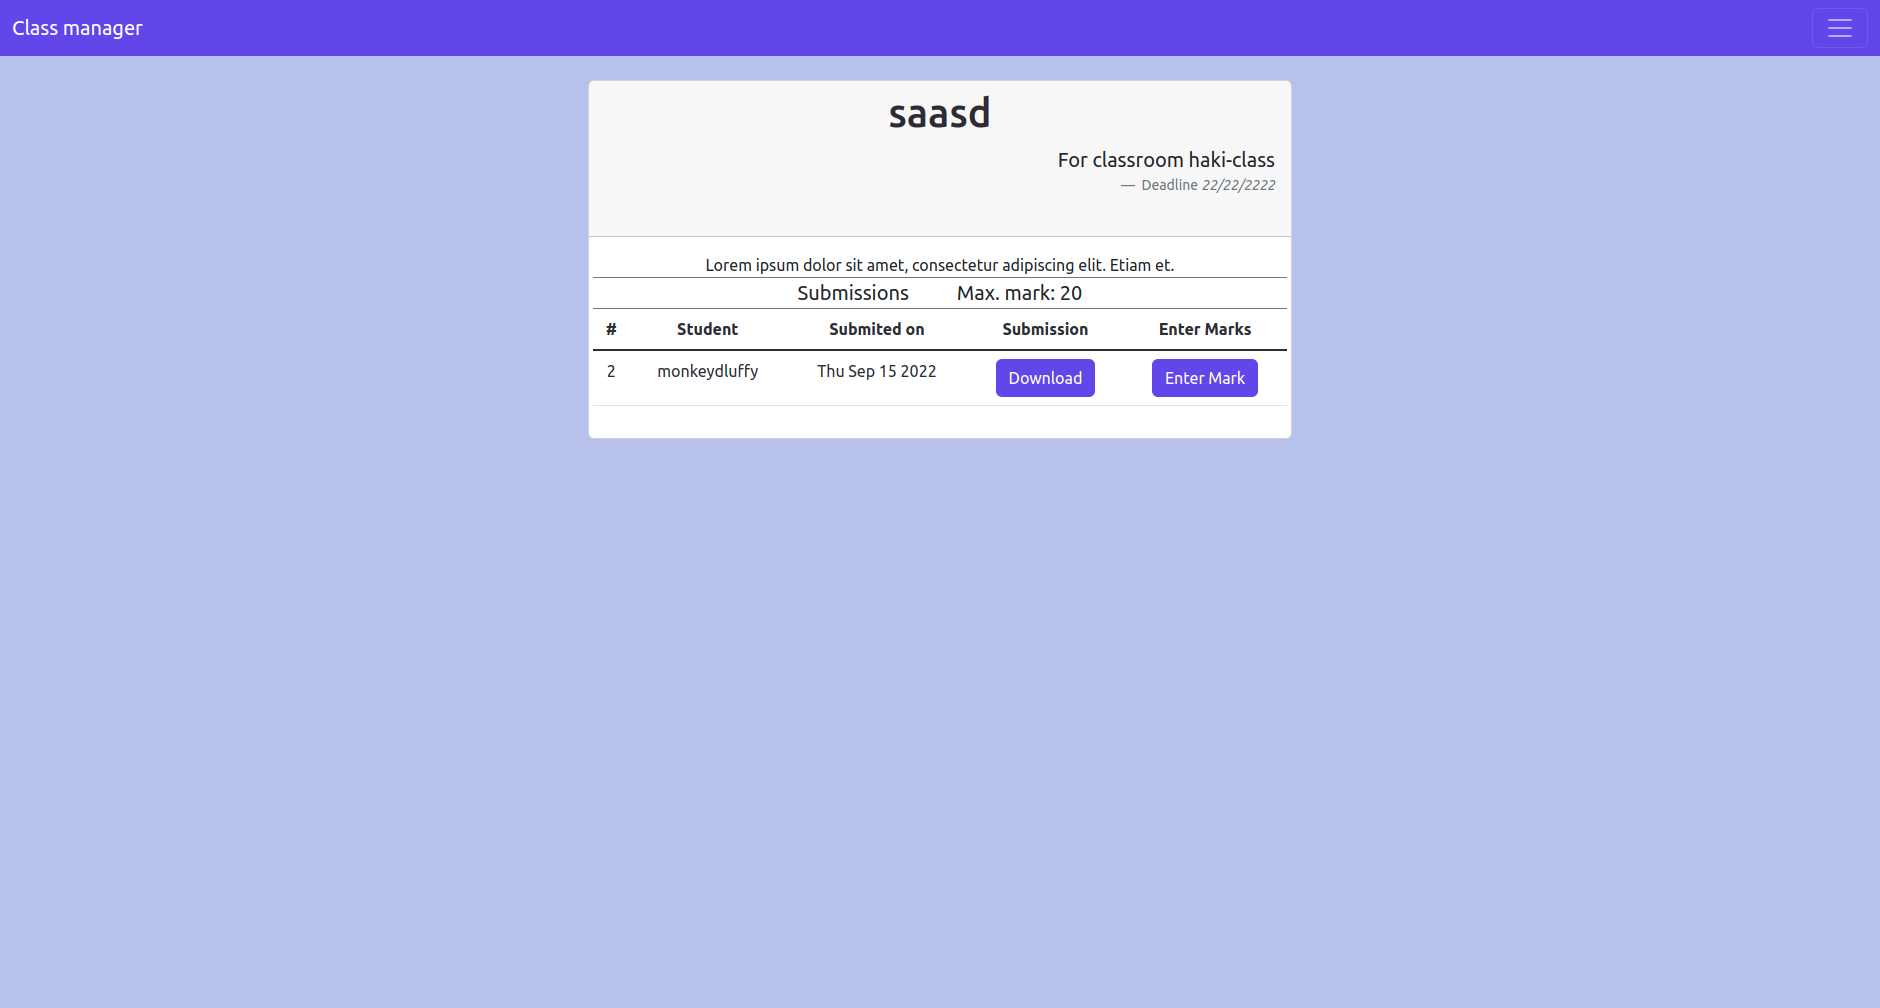 Class manager
saasd
For classroom haki-class
— Deadline 22/22/2222
Lorem ipsum dolor sit amet, consectetur adipiscing elit. Etiam et.
Submissions Max. mark: 20
# Student Submited on Submission Enter Marks
2 monkeydluffy Thu Sep 15 2022 Download Enter Mark